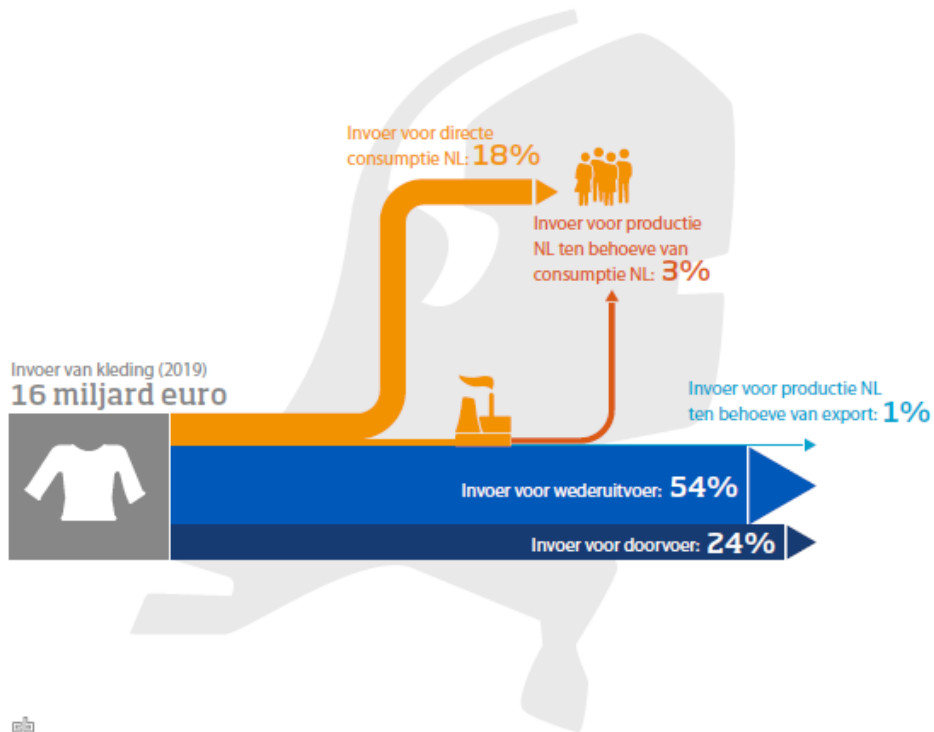 Invoer voor directe
consumptie NL: 18%
Invoer voor productie
NL ten behoeve van
consumptie NL: 3%
Invoer van kleding (2019)
16 miljard euro
Invoer voor productie NL
ten behoeve van export: 1%
Invoer voor wederuitvoer: 54%
Invoer voor doorvoer: 24%